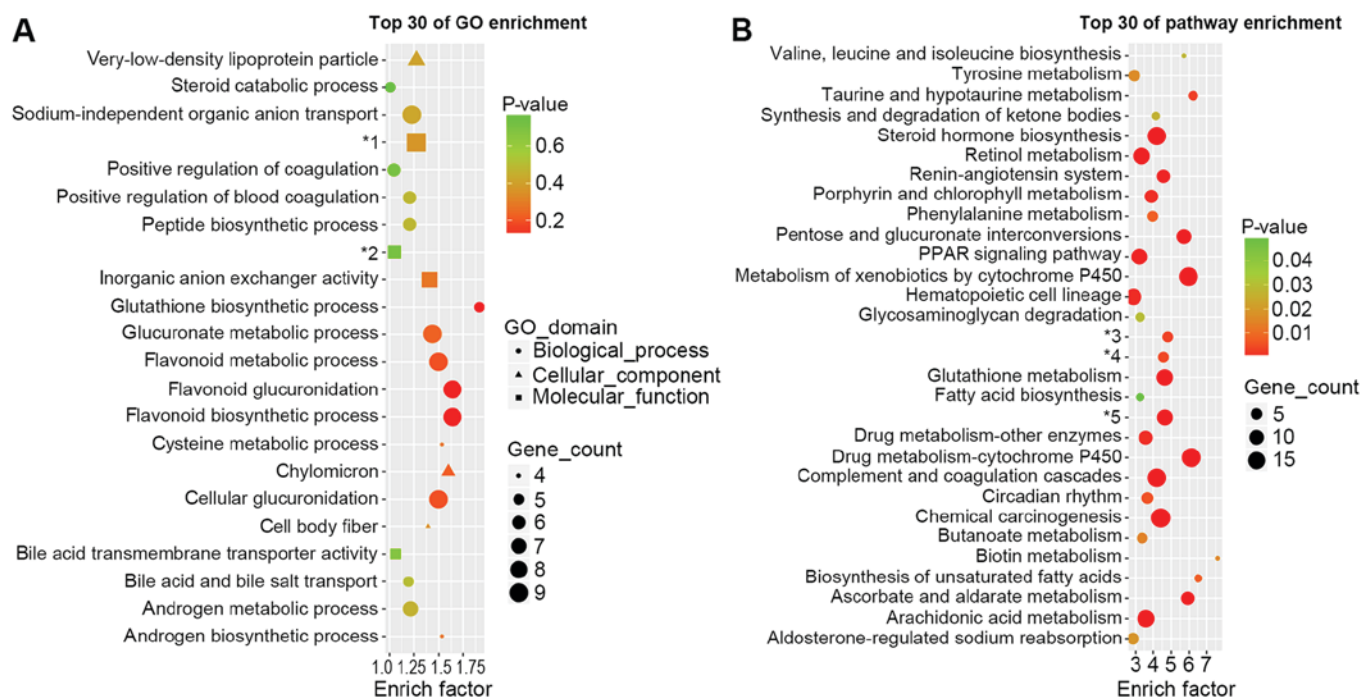 A
Top 30 of GO enrichment
Very-low-density lipoprotein particle
Steroid catabolic process
Sodium-independent organic anion transport
*1
Positive regulation of coagulation
Positive regulation of blood coagulation
Peptide biosynthetic process
*2
Inorganic anion exchanger activity
Glutathione biosynthetic process
Glucuronate metabolic process
Flavonoid metabolic process
Flavonoid glucuronidation
Flavonoid biosynthetic process
Cysteine metabolic process
Chylomicron
Cellular glucuronidation
Cell body fiber
Bile acid transmembrane transporter activity
Bile acid and bile salt transport
Androgen metabolic process
Androgen biosynthetic process
1.0 1.25 1.5 1.75
Enrich factor
P-value
0.6
0.4
0.2
GO_domain
Biological_process
Cellular_component
Molecular_function
Gene_count
4
5
6
7
8
9
B
Top 30 of pathway enrichment
Valine, leucine and isoleucine biosynthesis
Tyrosine metabolism
Taurine and hypotaurine metabolism
Synthesis and degradation of ketone bodies
Steroid hormone biosynthesis
Retinol metabolism
Renin-angiotensin system
Porphyrin and chlorophyll metabolism
Phenylalanine metabolism
Pentose and glucuronate interconversions
PPAR signaling pathway
Metabolism of xenobiotics by cytochrome P450
Hematopoietic cell lineage
Glycosaminoglycan degradation
*3
*4
Glutathione metabolism
Fatty acid biosynthesis
*5
Drug metabolism-other enzymes
Drug metabolism-cytochrome P450
Complement and coagulation cascades
Circadian rhythm
Chemical carcinogenesis
Butanoate metabolism
Biotin metabolism
Biosynthesis of unsaturated fatty acids
Ascorbate and aldarate metabolism
Arachidonic acid metabolism
Aldosterone-regulated sodium reabsorption
3 4 5 6 7
Enrich factor
P-value
0.04
0.03
0.02
0.01
Gene_count
5
10
15